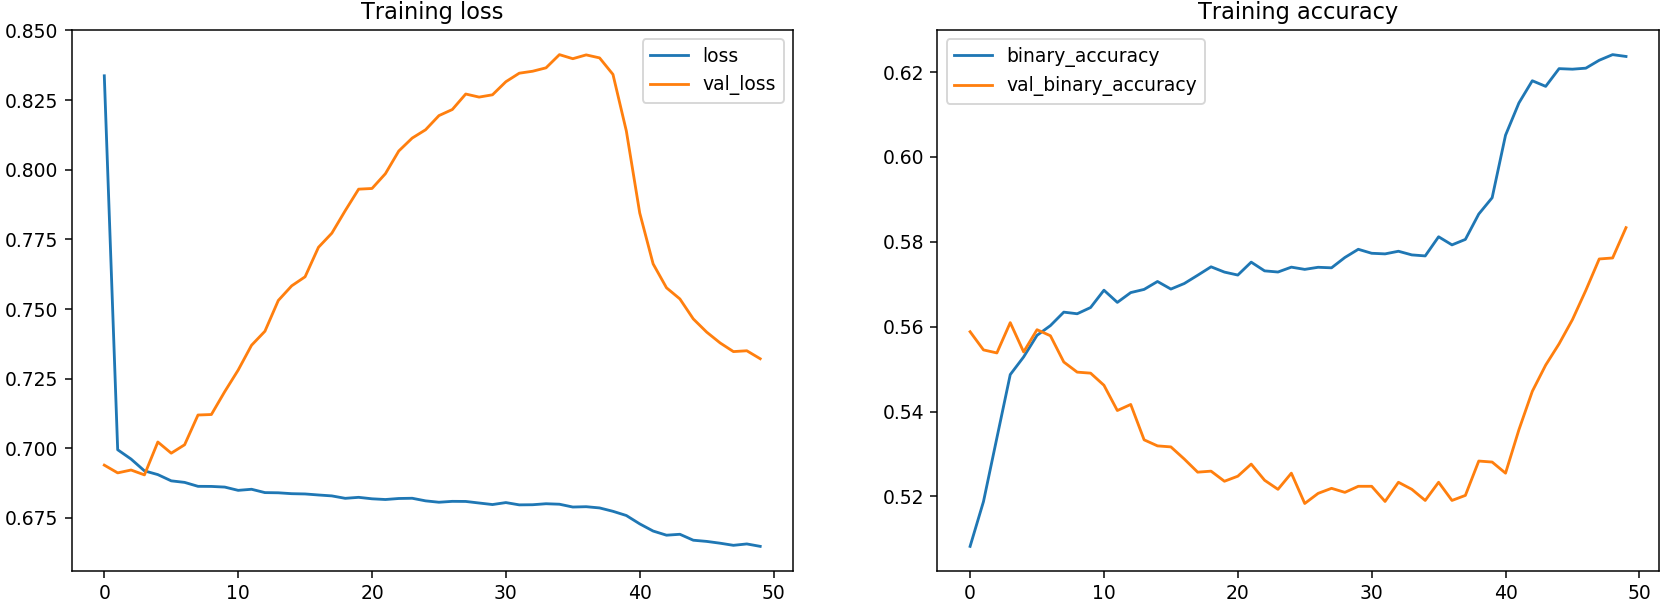 Training loss
0.850
0.825
0.800
0.775
0.750
0.725
0.700
0.675
0 10 20 30 40 50
loss
val_loss
Training accuracy
0.62
0.60
0.58
0.56
0.54
0.52
0 10 20 30 40 50
binary_accuracy
val_binary_accuracy